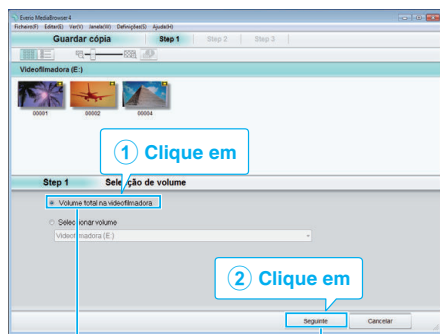 Everio MediaBrowser 4
Ficheiro(F) Editar(E) Ver(V) Janela(W) Definições(S) Ajuda(H)
Guardar cópia Step 1 Step 2 Step 3
Videofilmadora (E:)
00001 00002 00004
① Clique em
Step 1 Selecção de volume
Volume total na videofilmadora
Seleccionar volume
Videofilmadora (E:)
② Clique em
Seguinte Cancelar